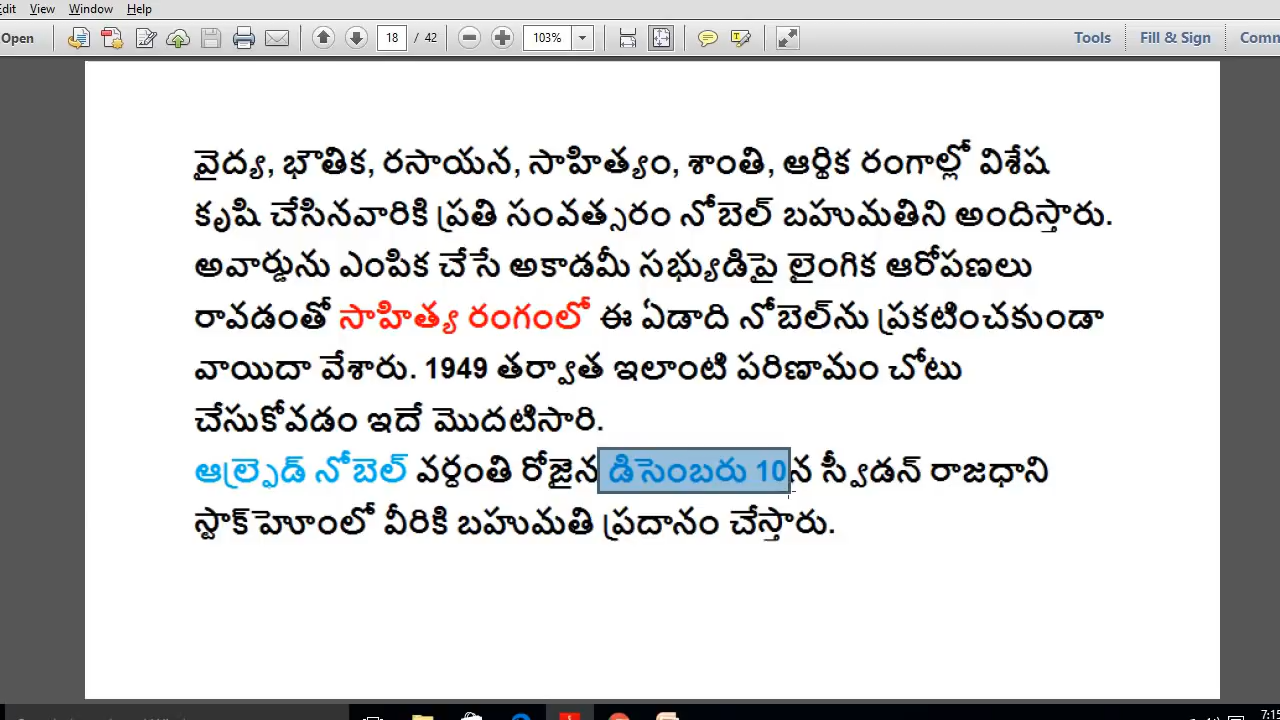 Edit View Window Help
Open 18 / 42 103% Tools Fill & Sign Comm
వైద్య, భౌతిక, రసాయన, సాహిత్యం, శాంతి, ఆర్థిక రంగాల్లో విశేష
కృషి చేసినవారికి ప్రతి సంవత్సరం నోబెల్ బహుమతిని అందిస్తారు.
అవార్డును ఎంపిక చేసే అకాడమీ సభ్యుడిపై లైంగిక ఆరోపణలు
రావడంతో సాహిత్య రంగంలో ఈ ఏడాది నోబెల్‌ను ప్రకటించకుండా
వాయిదా వేశారు. 1949 తర్వాత ఇలాంటి పరిణామం చోటు
చేసుకోవడం ఇదే మొదటిసారి.
ఆల్ఫ్రెడ్ నోబెల్ వర్ధంతి రోజైన డిసెంబరు 10న స్వీడన్ రాజధాని
స్టాక్‌హోంలో వీరికి బహుమతి ప్రదానం చేస్తారు.
7:15